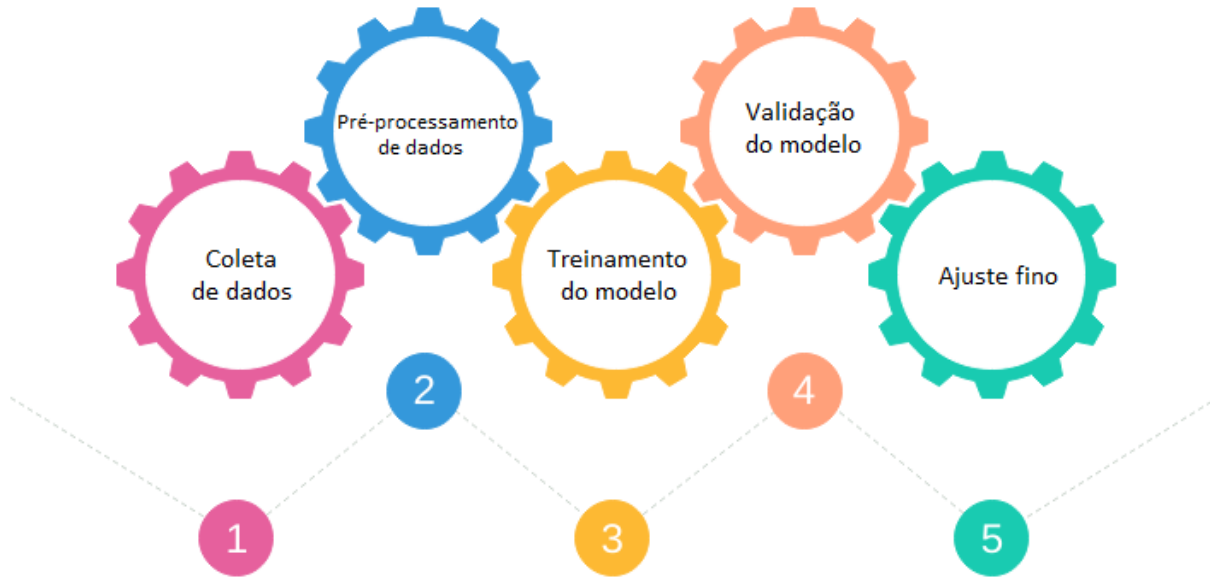 Coleta
de dados
Pré-processamento
de dados
Treinamento
do modelo
Validação
do modelo
Ajuste fino
1
2
3
4
5